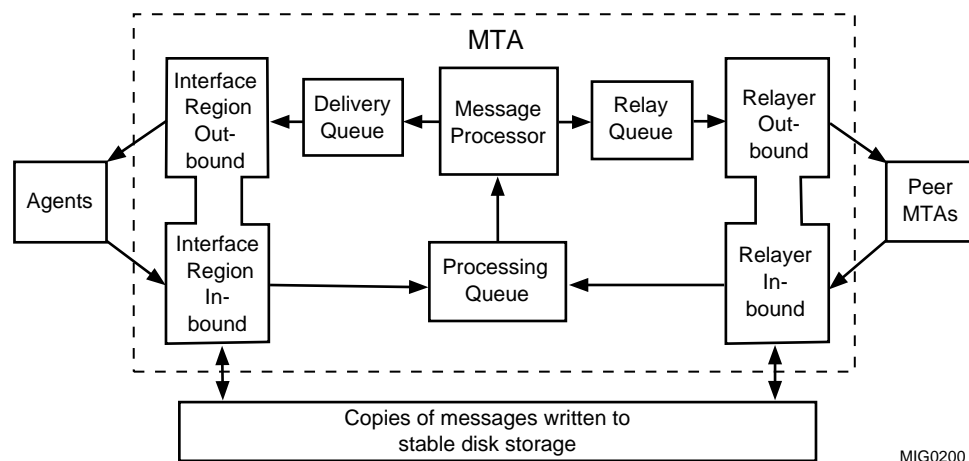 MTA
Interface
Region
Out-
bound
Delivery
Queue
Message
Processor
Relay
Queue
Relayer
Out-
bound
Agents
Peer
MTAs
Interface
Region
In-
bound
Processing
Queue
Relayer
In-
bound
Copies of messages written to
stable disk storage
MIG0200